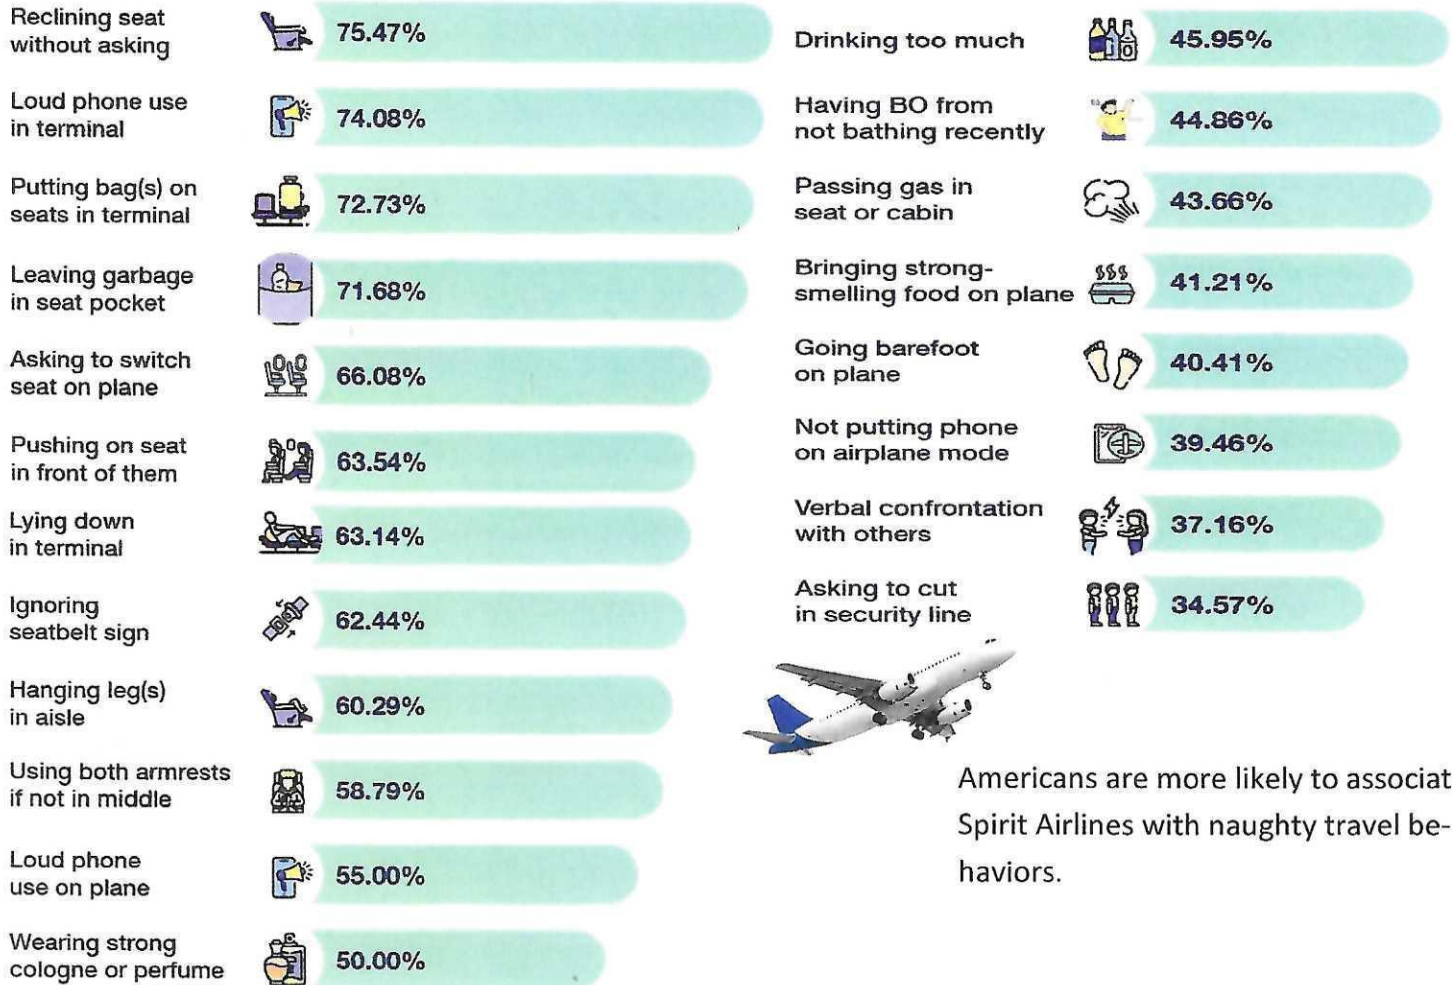 Reclining seat
without asking
75.47%
Loud phone use
in terminal
74.08%
Putting bag(s) on
seats in terminal
72.73%
Leaving garbage
in seat pocket
71.68%
Asking to switch
seat on plane
66.08%
Pushing on seat
in front of them
63.54%
Lying down
in terminal
63.14%
Ignoring
seatbelt sign
62.44%
Hanging leg(s)
in aisle
60.29%
Using both armrests
if not in middle
58.79%
Loud phone
use on plane
55.00%
Wearing strong
cologne or perfume
50.00%
Drinking too much
45.95%
Having BO from
not bathing recently
44.86%
Passing gas in
seat or cabin
43.66%
Bringing strong-
smelling food on plane
41.21%
Going barefoot
on plane
40.41%
Not putting phone
on airplane mode
39.46%
Verbal confrontation
with others
37.16%
Asking to cut
in security line
34.57%
Americans are more likely to associat
Spirit Airlines with naughty travel be-
haviors.